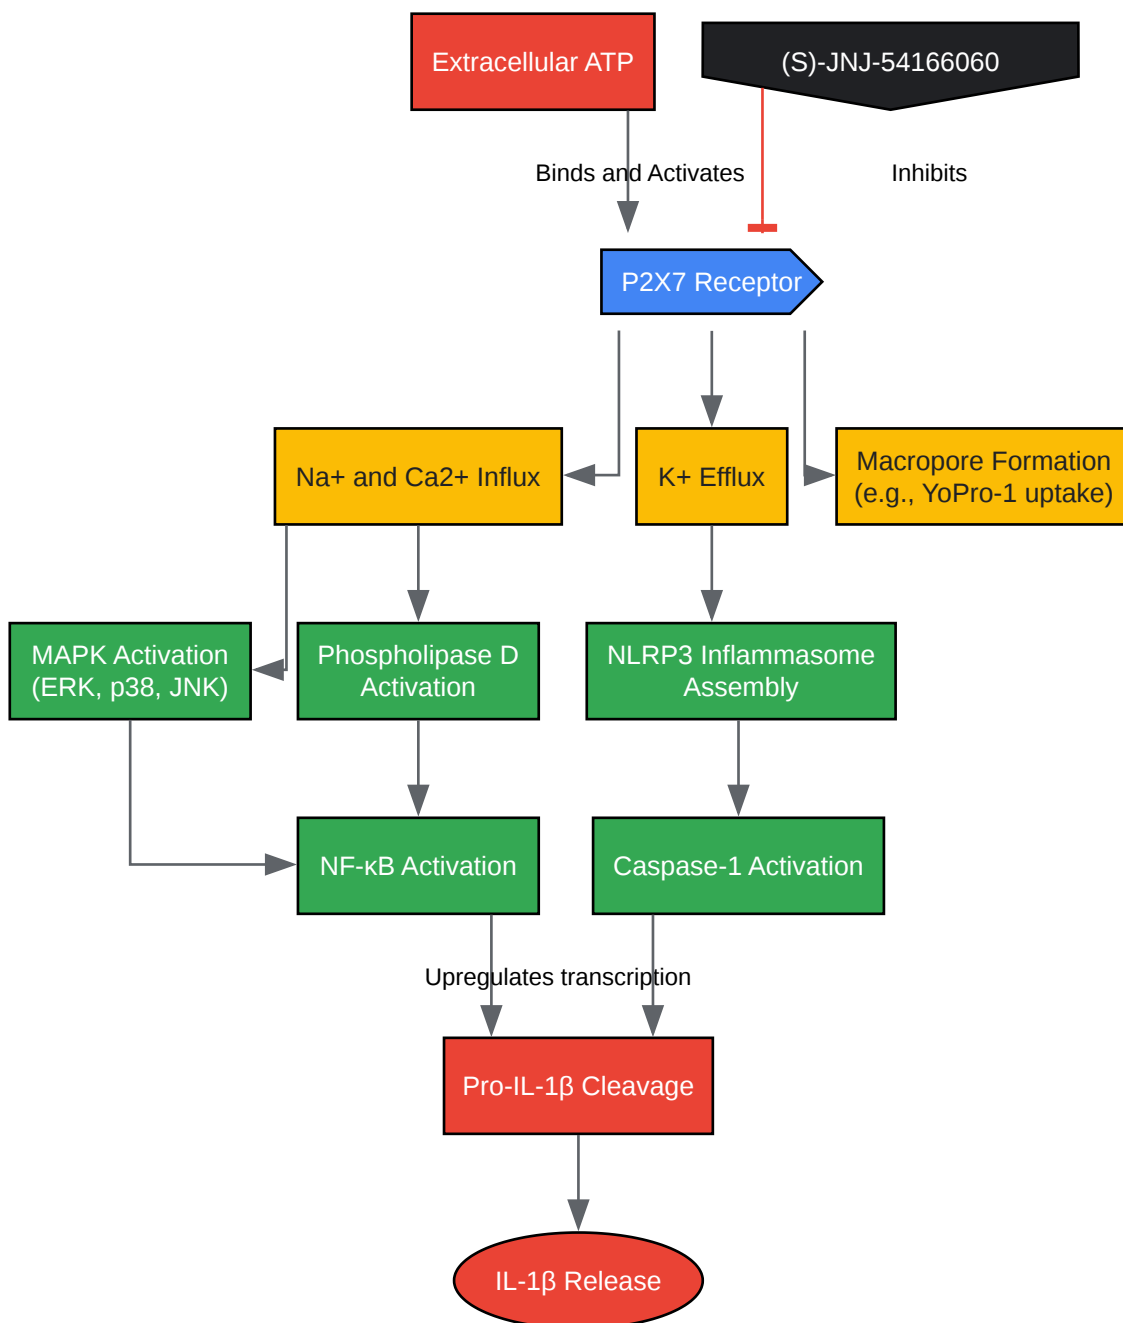 Extracellular ATP
(S)-JNJ-54166060
Binds and Activates
Inhibits
P2X7 Receptor
Na+ and Ca2+ Influx
K+ Efflux
Macropore Formation
(e.g., YoPro-1 uptake)
MAPK Activation
(ERK, p38, JNK)
Phospholipase D
Activation
NLRP3 Inflammasome
Assembly
NF-κB Activation
Caspase-1 Activation
Upregulates transcription
Pro-IL-1β Cleavage
IL-1β Release